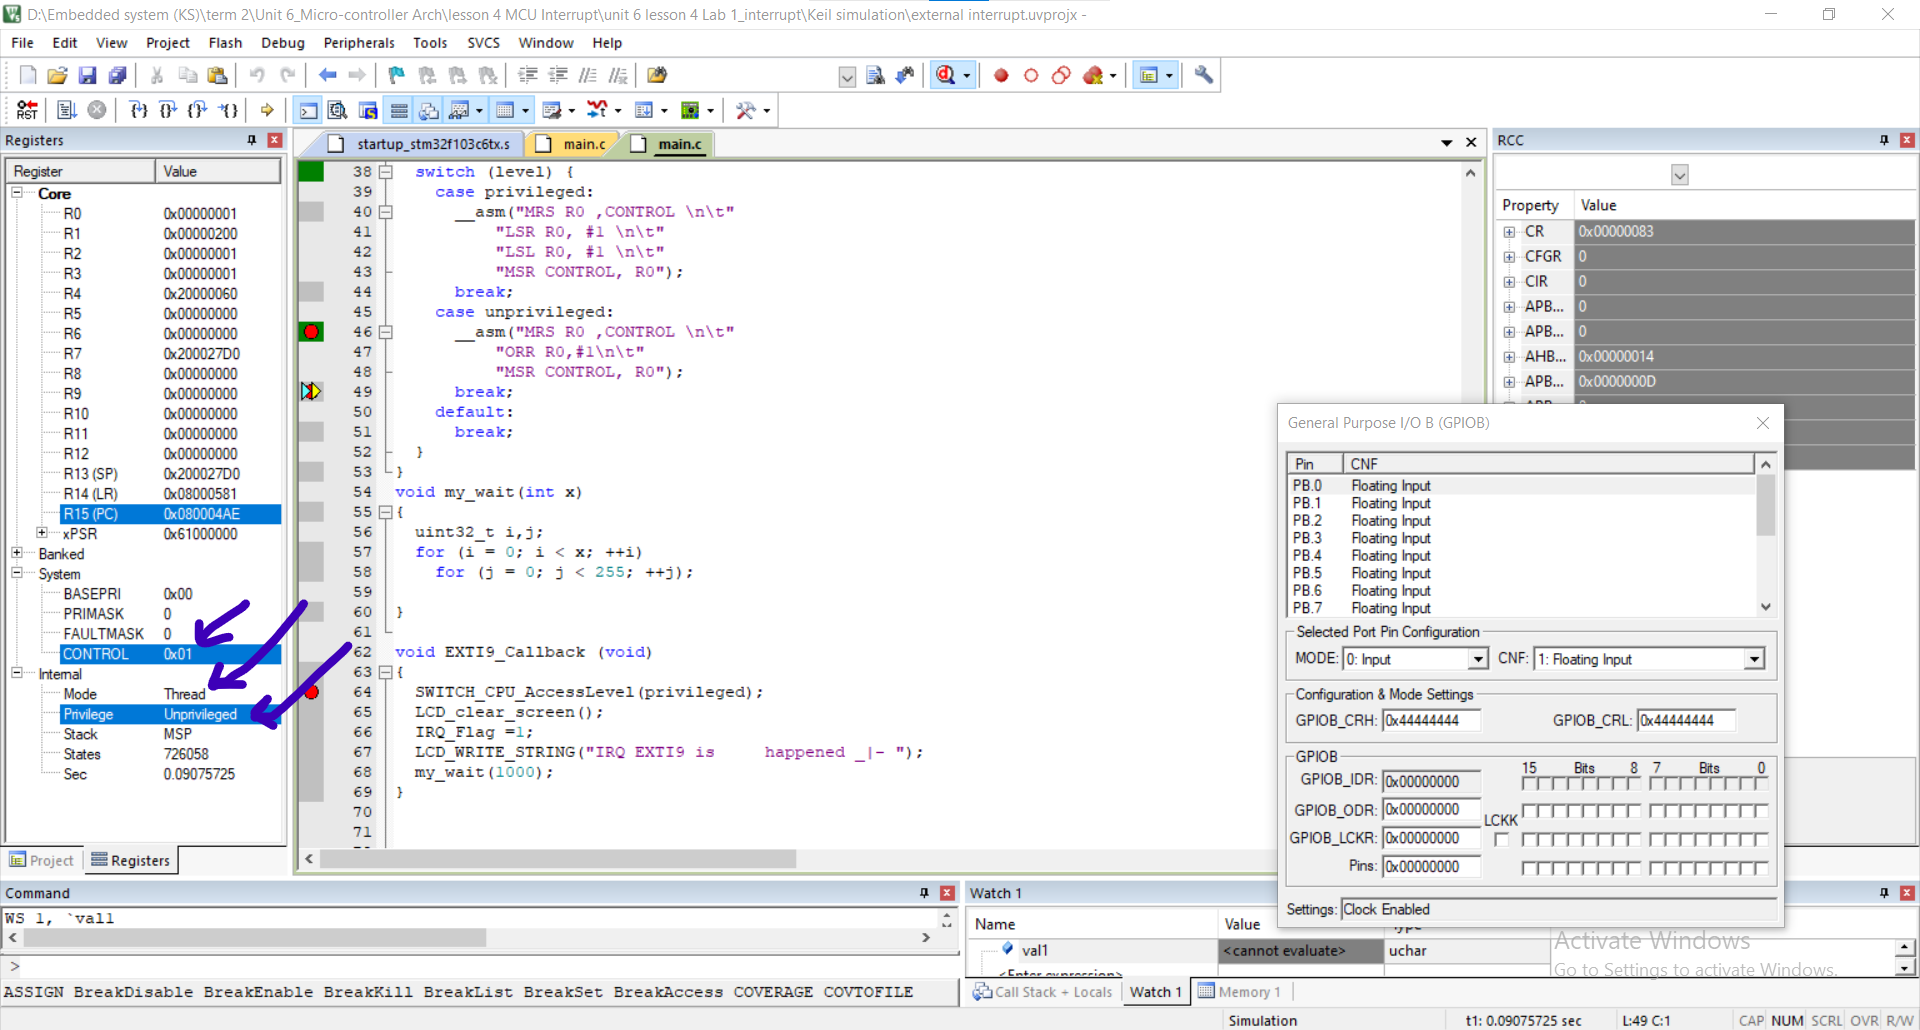 D:\Embedded system (KS)\term 2\Unit 6_Micro-controller Arch\lesson 4 MCU Interrupt\unit 6 lesson 4 Lab 1_interrupt\Keil simulation\external interrupt.uvprojx -
File Edit View Project Flash Debug Peripherals Tools SVCS Window Help
RST
Registers
Register Value
Core
R0 0x00000001
R1 0x00000200
R2 0x00000001
R3 0x00000001
R4 0x20000060
R5 0x00000000
R6 0x00000000
R7 0x200027D0
R8 0x00000000
R9 0x00000000
R10 0x00000000
R11 0x00000000
R12 0x00000000
R13 (SP) 0x200027D0
R14 (LR) 0x08000581
R15 (PC) 0x080004AE
xPSR 0x61000000
Banked
System
BASEPRI 0x00
PRIMASK 0
FAULTMASK 0
CONTROL 0x01
Internal
Mode Thread
Privilege Unprivileged
Stack MSP
States 726058
Sec 0.09075725
Project Registers
startup_stm32f103c6tx.s main.c main.c
38 switch (level) {
39 case privileged:
40 __asm("MRS R0 ,CONTROL \n\t"
41 "LSR R0, #1 \n\t"
42 "LSL R0, #1 \n\t"
43 "MSR CONTROL, R0");
44 break;
45 case unprivileged:
46 __asm("MRS R0 ,CONTROL \n\t"
47 "ORR R0,#1\n\t"
48 "MSR CONTROL, R0");
49 break;
50 default:
51 break;
52 }
53 }
54 void my_wait(int x)
55 {
56 uint32_t i,j;
57 for (i = 0; i < x; ++i)
58 for (j = 0; j < 255; ++j);
59
60 }
61
62 void EXTI9_Callback (void)
63 {
64 SWITCH_CPU_AccessLevel(privileged);
65 LCD_clear_screen();
66 IRQ_Flag =1;
67 LCD_WRITE_STRING("IRQ EXTI9 is     happened _|- ");
68 my_wait(1000);
69 }
70
71
RCC
Property Value
CR 0x00000083
CFGR 0
CIR 0
APB... 0
APB... 0
AHB... 0x00000014
APB... 0x0000000D
General Purpose I/O B (GPIOB)
Pin CNF
PB.0 Floating Input
PB.1 Floating Input
PB.2 Floating Input
PB.3 Floating Input
PB.4 Floating Input
PB.5 Floating Input
PB.6 Floating Input
PB.7 Floating Input
Selected Port Pin Configuration
MODE: 0: Input CNF: 1: Floating Input
Configuration & Mode Settings
GPIOB_CRH: 0x44444444 GPIOB_CRL: 0x44444444
GPIOB
15 Bits 8 7 Bits 0
GPIOB_IDR: 0x00000000
GPIOB_ODR: 0x00000000
LCKK
GPIOB_LCKR: 0x00000000
Pins: 0x00000000
Settings: Clock Enabled
Command
WS 1, `val1
>
ASSIGN BreakDisable BreakEnable BreakKill BreakList BreakSet BreakAccess COVERAGE COVTOFILE
Watch 1
Name Value Type
val1 <cannot evaluate> uchar
<Enter expression>
Call Stack + Locals Watch 1 Memory 1
Activate Windows
Go to Settings to activate Windows.
Simulation t1: 0.09075725 sec L:49 C:1 CAP NUM SCRL OVR R/W